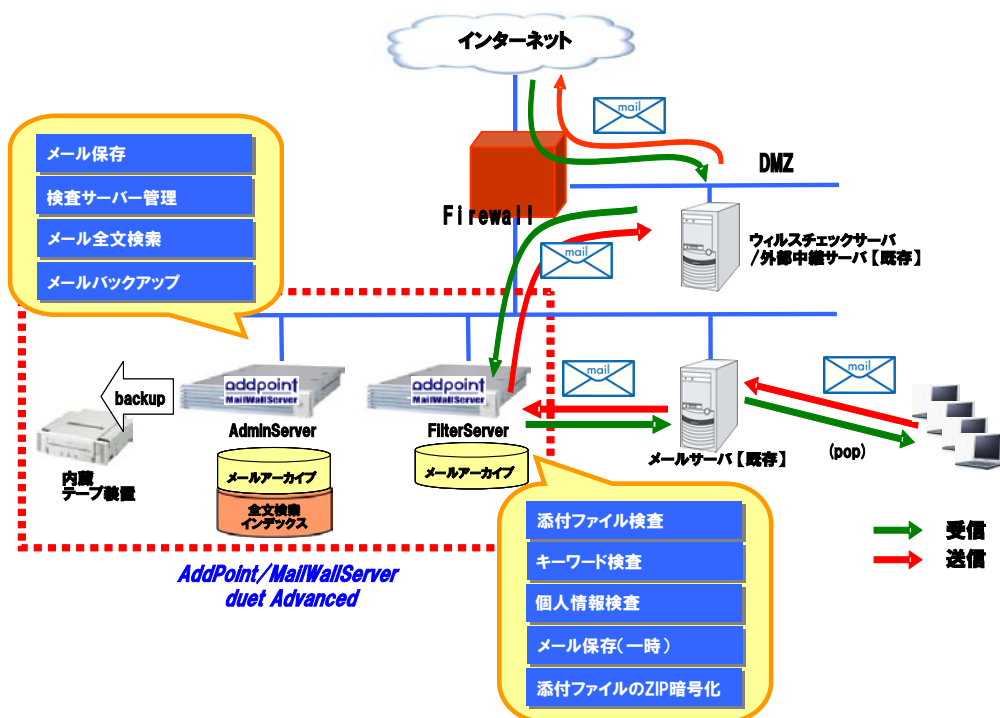 インターネット
mail
メール保存
検査サーバー管理
メール全文検索
メールバックアップ
DMZ
Firewall
ウィルスチェックサーバ
/外部中継サーバ【既存】
mail
backup
addpoint
MailWallServer
AdminServer
addpoint
MailWallServer
FilterServer
mail
mail
メールサーバ【既存】
(pop)
内蔵
テープ装置
メールアーカイブ
全文検索
インデックス
メールアーカイブ
AddPoint/MailWallServer
duet Advanced
添付ファイル検査
キーワード検査
個人情報検査
メール保存(一時)
添付ファイルのZIP暗号化
受信
送信